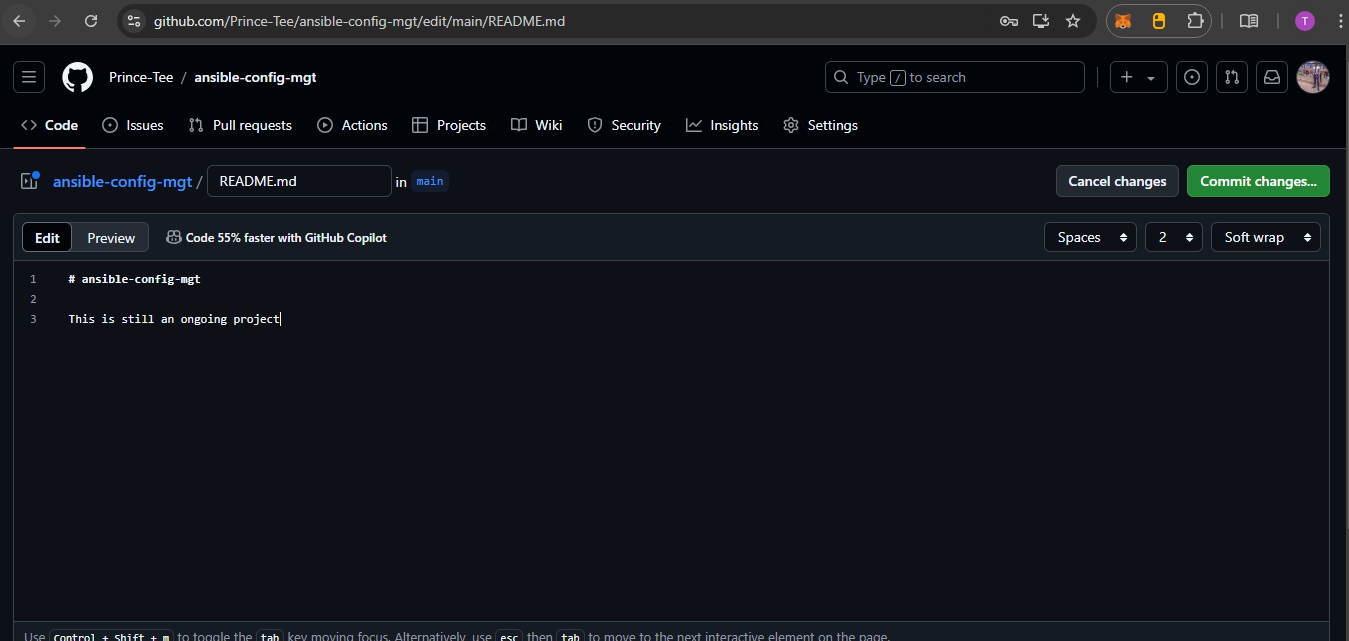 github.com/Prince-Tee/ansible-config-mgt/edit/main/README.md
T
Prince-Tee / ansible-config-mgt
Type / to search
Code Issues Pull requests Actions Projects Wiki Security Insights Settings
ansible-config-mgt / README.md in main
Cancel changes Commit changes...
Edit Preview Code 55% faster with GitHub Copilot
Spaces 2 Soft wrap
1 # ansible-config-mgt
2
3 This is still an ongoing project
Use Control + Shift + m to toggle the tab key moving focus. Alternatively, use esc then tab to move to the next interactive element on the page.